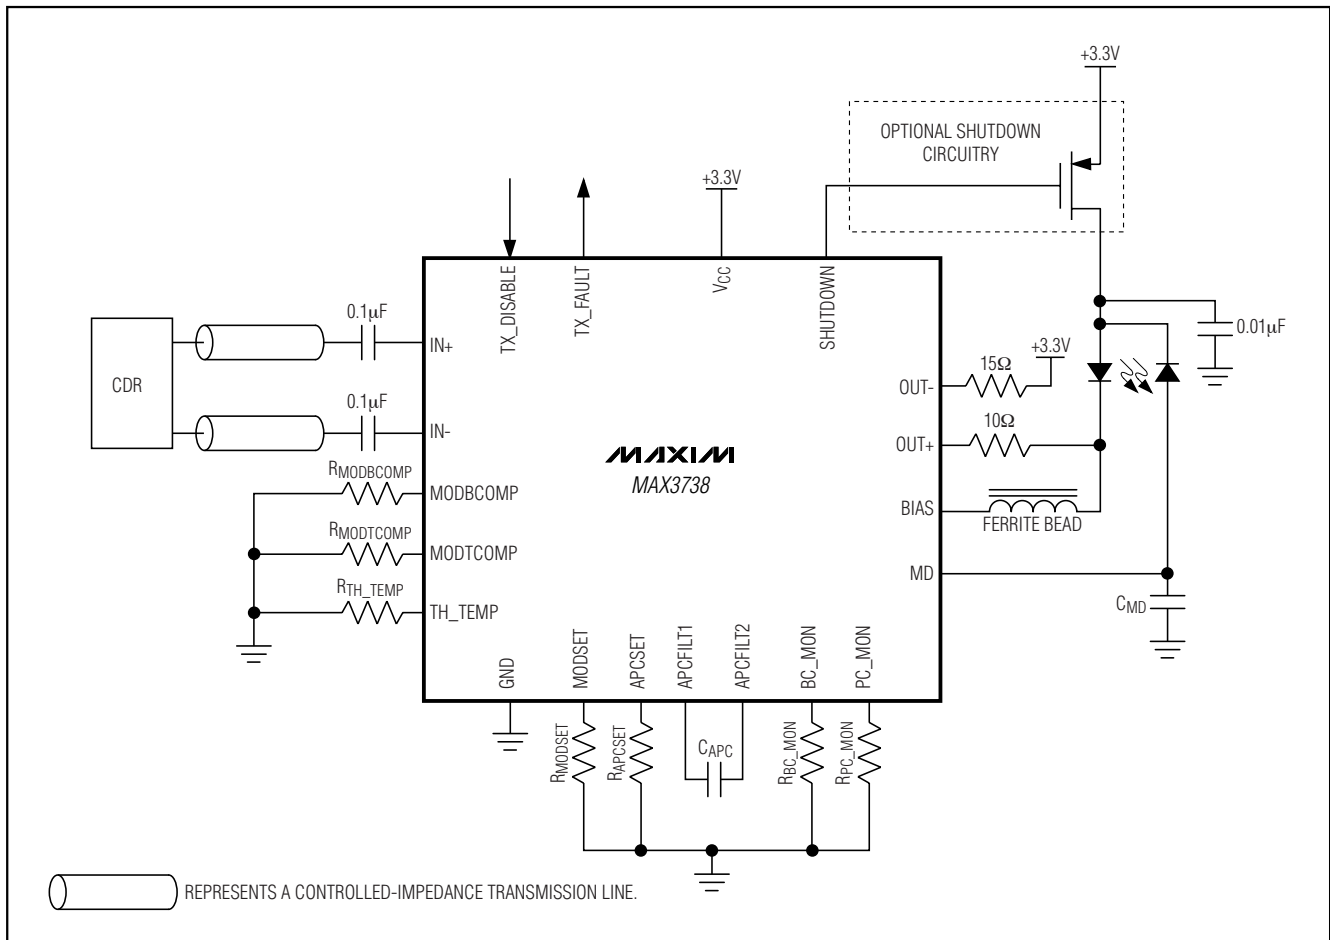 +3.3V
OPTIONAL SHUTDOWN
CIRCUITRY
+3.3V
TX_DISABLE
TX_FAULT
VCC
SHUTDOWN
0.1μF
IN+
CDR
0.1μF
IN-
0.01μF
+3.3V
15Ω
OUT-
10Ω
OUT+
MAXIM
MAX3738
RMODBCOMP
MODBCOMP
BIAS
FERRITE BEAD
RMODTCOMP
MODTCOMP
MD
RTH_TEMP
TH_TEMP
CMD
GND
MODSET
APCSET
APCFILT1
APCFILT2
BC_MON
PC_MON
RMODSET
RAPCSET
CAPC
RBC_MON
RPC_MON
REPRESENTS A CONTROLLED-IMPEDANCE TRANSMISSION LINE.